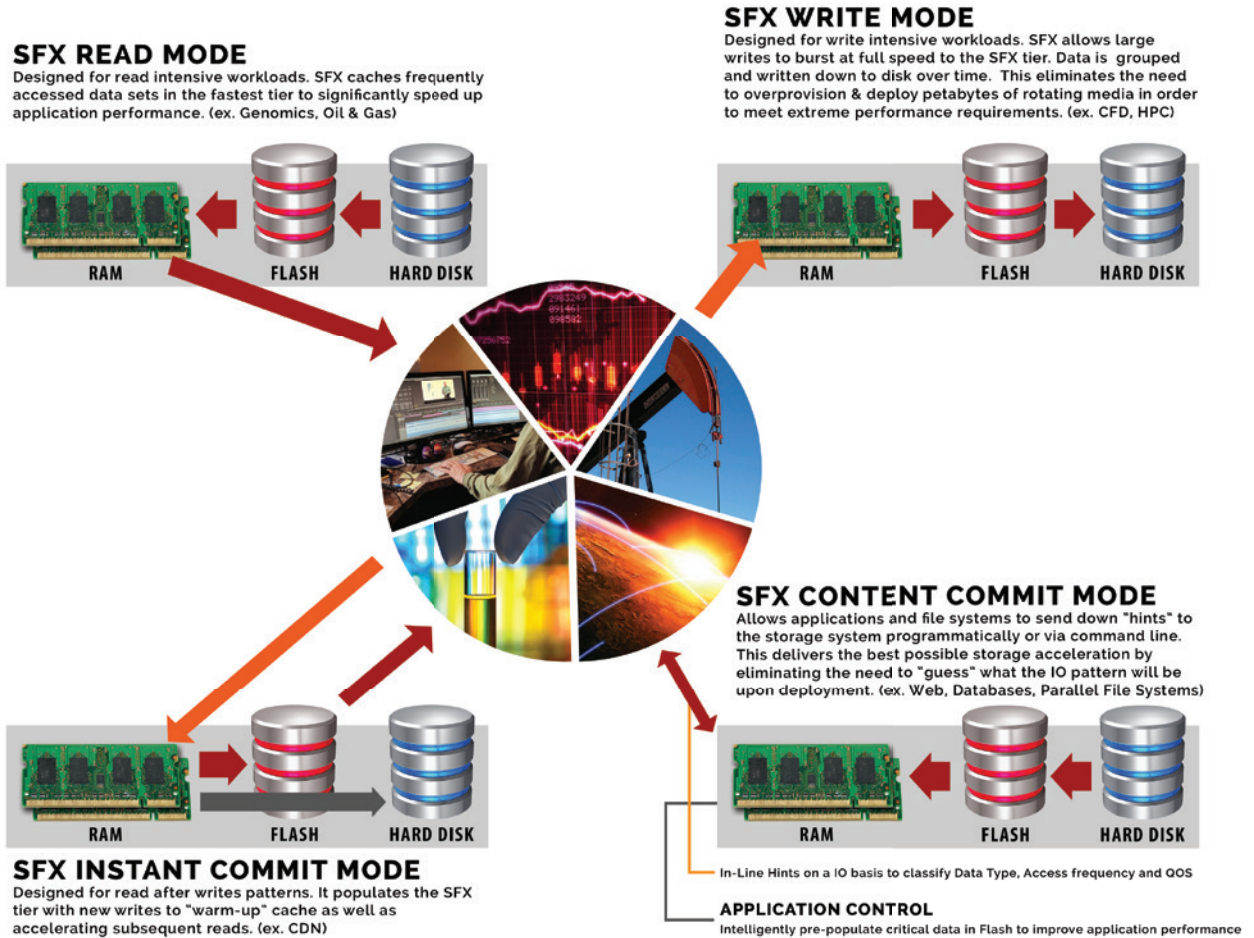 SFX READ MODE
Designed for read intensive workloads. SFX caches frequently
accessed data sets in the fastest tier to significantly speed up
application performance. (ex. Genomics, Oil & Gas)
RAM
FLASH
HARD DISK
SFX WRITE MODE
Designed for write intensive workloads. SFX allows large
writes to burst at full speed to the SFX tier. Data is grouped
and written down to disk over time. This eliminates the need
to overprovision & deploy petabytes of rotating media in order
to meet extreme performance requirements. (ex. CFD, HPC)
RAM
FLASH
HARD DISK
2983249
091461
098582
SFX CONTENT COMMIT MODE
Allows applications and file systems to send down "hints" to
the storage system programmatically or via command line.
This delivers the best possible storage acceleration by
eliminating the need to "guess" what the IO pattern will be
upon deployment. (ex. Web, Databases, Parallel File Systems)
RAM
FLASH
HARD DISK
In-Line Hints on a IO basis to classify Data Type, Access frequency and QOS
APPLICATION CONTROL
Intelligently pre-populate critical data in Flash to improve application performance
RAM
FLASH
HARD DISK
SFX INSTANT COMMIT MODE
Designed for read after writes patterns. It populates the SFX
tier with new writes to "warm-up" cache as well as
accelerating subsequent reads. (ex. CDN)